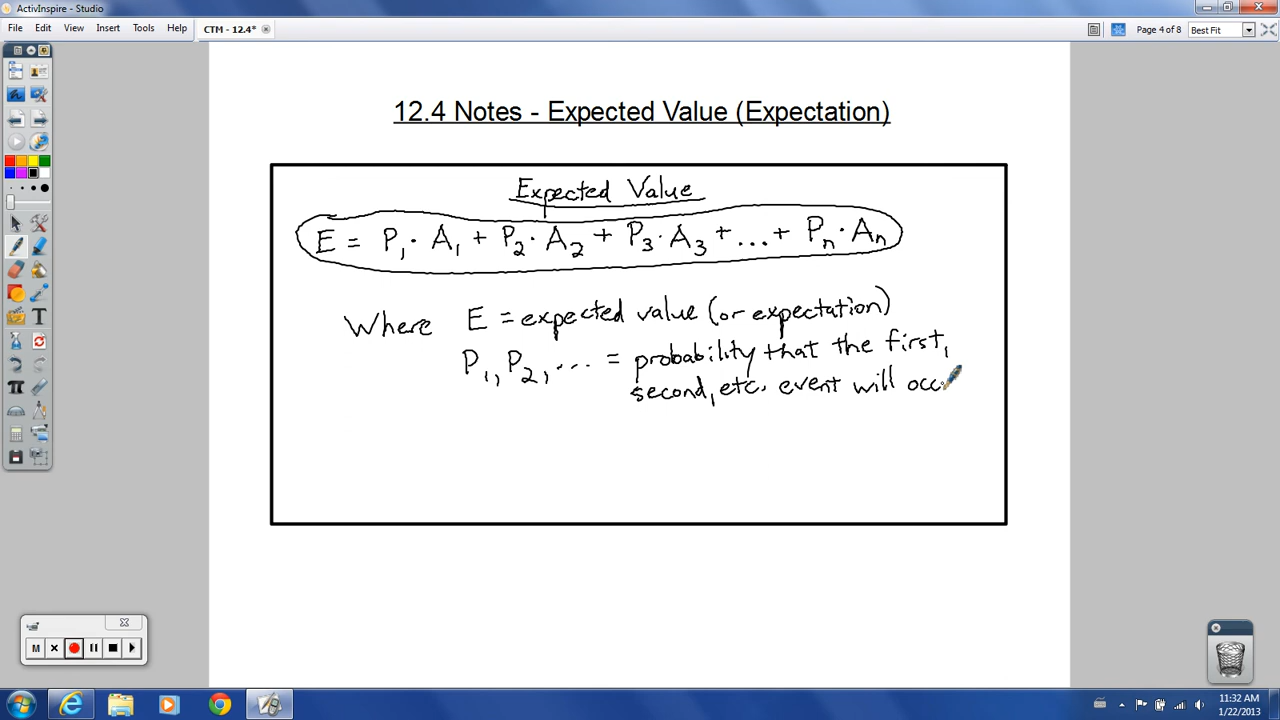 ActivInspire - Studio
File Edit View Insert Tools Help
CTM - 12.4*
Page 4 of 8
Best Fit
12.4 Notes - Expected Value (Expectation)
Expected Value
E = P₁ · A₁ + P₂ · A₂ + P₃ · A₃ + ... + Pₙ · Aₙ
Where E = expected value (or expectation)
P₁, P₂, ... = probability that the first,
second, etc. event will occ
M
11:32 AM
1/22/2013